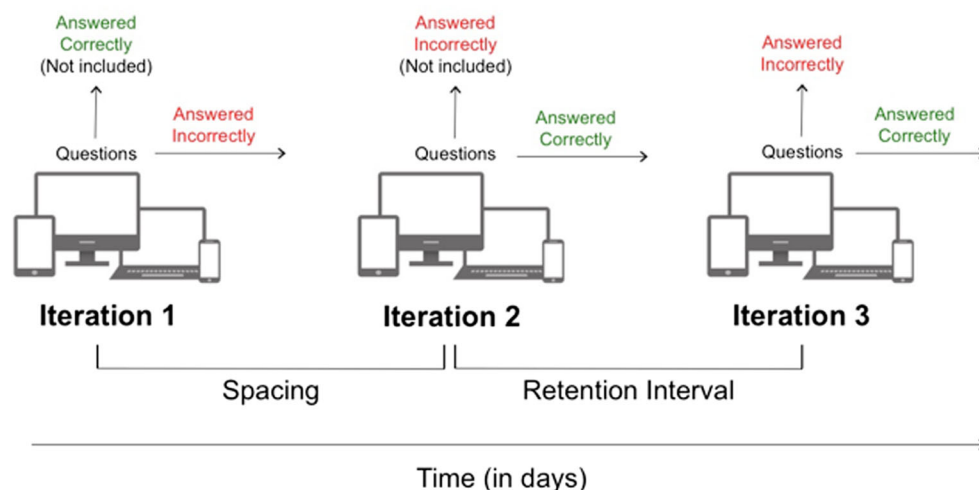 Answered
Correctly
(Not included)
Answered
Incorrectly
Questions
Iteration 1
Answered
Incorrectly
(Not included)
Answered
Correctly
Questions
Iteration 2
Answered
Incorrectly
Answered
Correctly
Questions
Iteration 3
Spacing
Retention Interval
Time (in days)